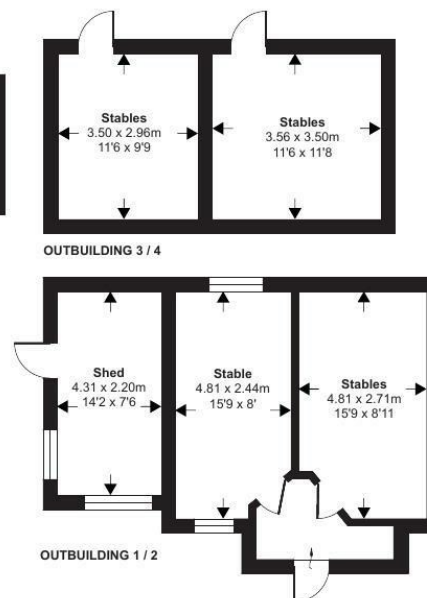 Stables
3.50 x 2.96m
11'6 x 9'9
Stables
3.56 x 3.50m
11'6 x 11'8
OUTBUILDING 3 / 4
Shed
4.31 x 2.20m
14'2 x 7'6
Stable
4.81 x 2.44m
15'9 x 8'
Stables
4.81 x 2.71m
15'9 x 8'11
OUTBUILDING 1 / 2